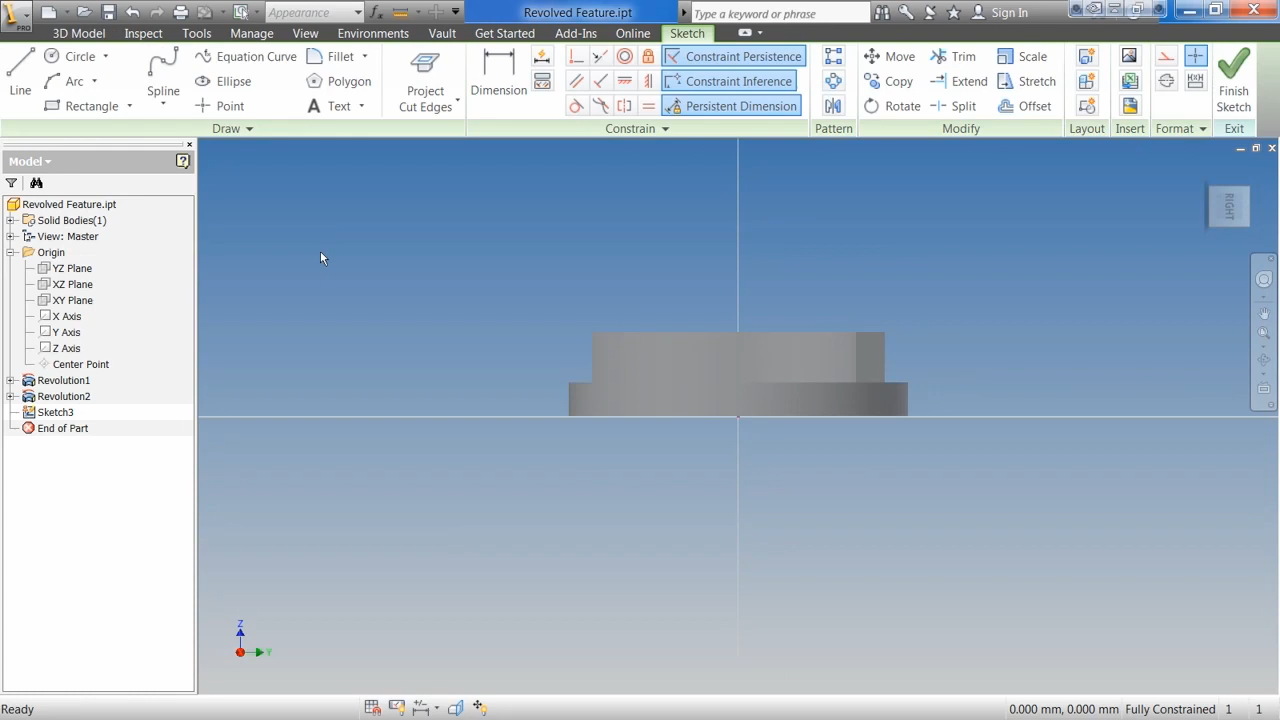 PRO
Appearance
Revolved Feature.ipt
Type a keyword or phrase
Sign In
3D Model Inspect Tools Manage View Environments Vault Get Started Add-Ins Online Sketch
Line
Circle
Arc
Rectangle
Spline
Equation Curve
Ellipse
Point
Fillet
Polygon
Text
Project
Cut Edges
Dimension
Constraint Persistence
Constraint Inference
Persistent Dimension
Move
Copy
Rotate
Trim
Extend
Split
Scale
Stretch
Offset
Finish
Sketch
Draw Constrain Pattern Modify Layout Insert Format Exit
Model
Revolved Feature.ipt
Solid Bodies(1)
View: Master
Origin
YZ Plane
XZ Plane
XY Plane
X Axis
Y Axis
Z Axis
Center Point
Revolution1
Revolution2
Sketch3
End of Part
RIGHT
Z
Y
Ready
0.000 mm, 0.000 mm Fully Constrained 1 1